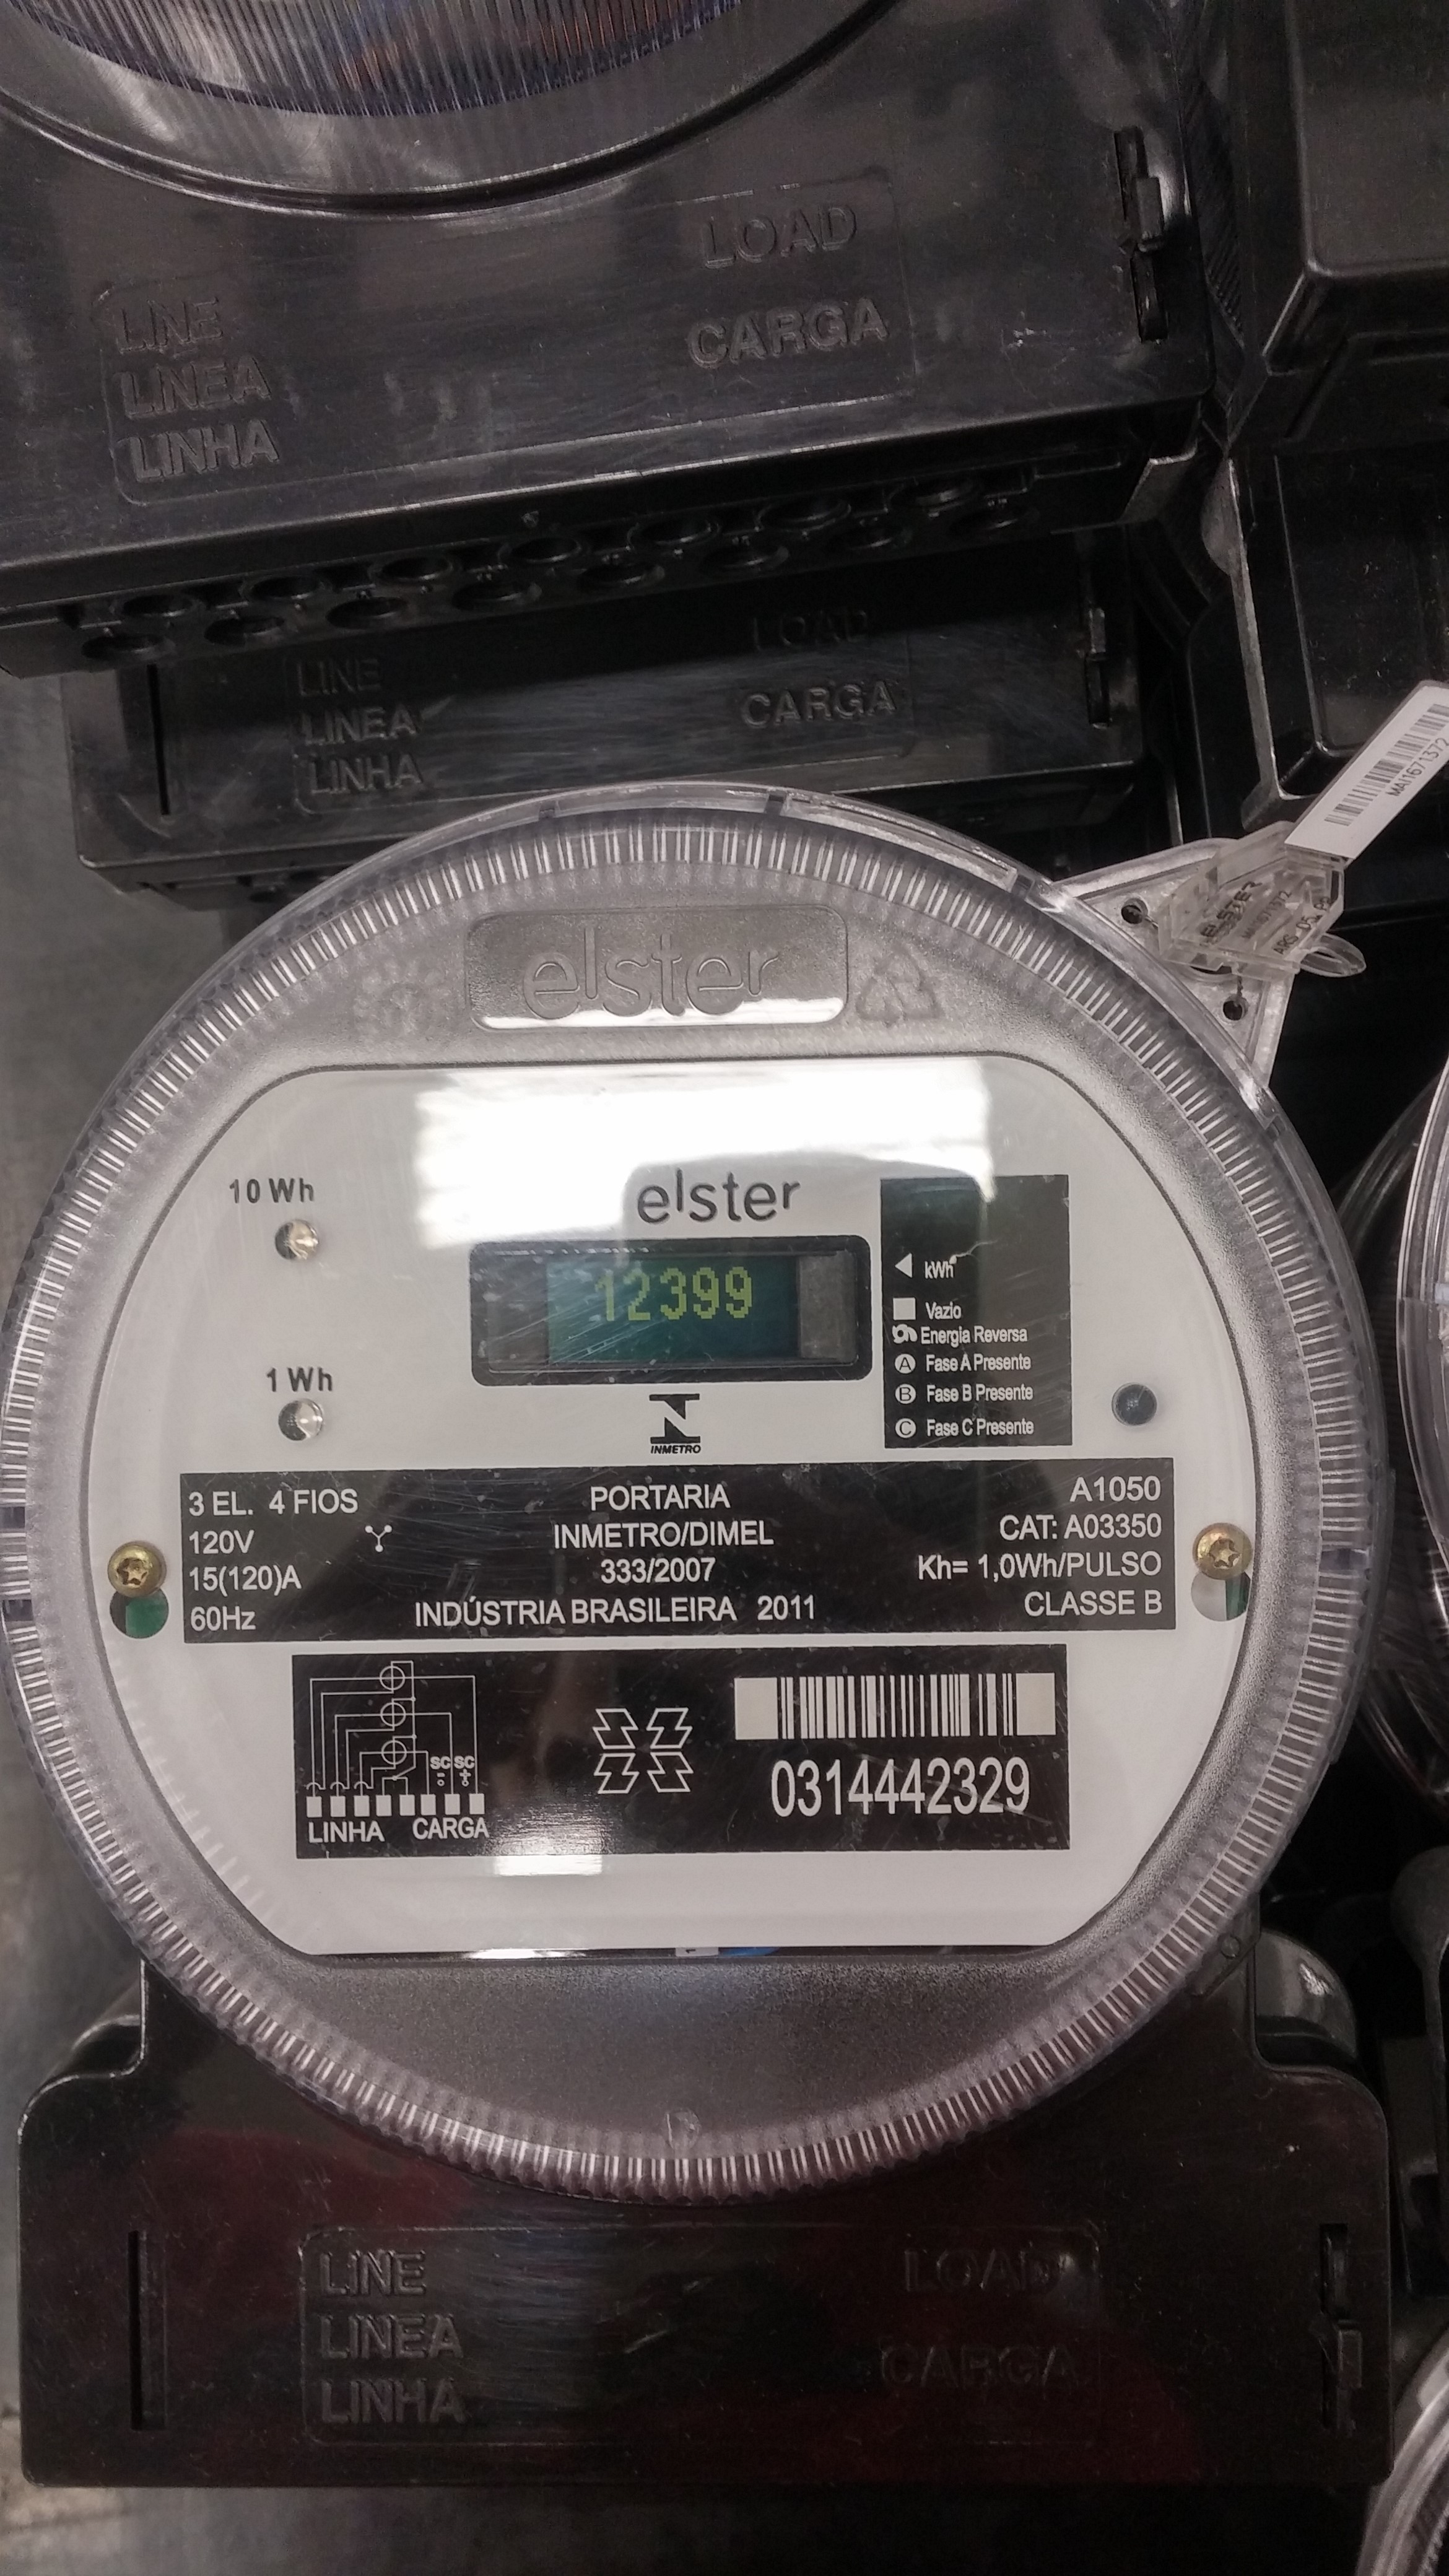 LOAD
CARGA
LINE
LINEA
LINHA
LOAD
CARGA
LINE
LINEA
LINHA
MAI1671372
ELSTER
elster
elster
10 Wh
1 Wh
12399
kWh
Vazio
Energia Reversa
A Fase A Presente
B Fase B Presente
C Fase C Presente
INMETRO
3 EL. 4 FIOS
120V
15(120)A
60Hz
PORTARIA
INMETRO/DIMEL
333/2007
INDÚSTRIA BRASILEIRA 2011
A1050
CAT: A03350
Kh= 1,0Wh/PULSO
CLASSE B
SC SC
- +
LINHA CARGA
0314442329
LINE
LINEA
LINHA
LOAD
CARGA